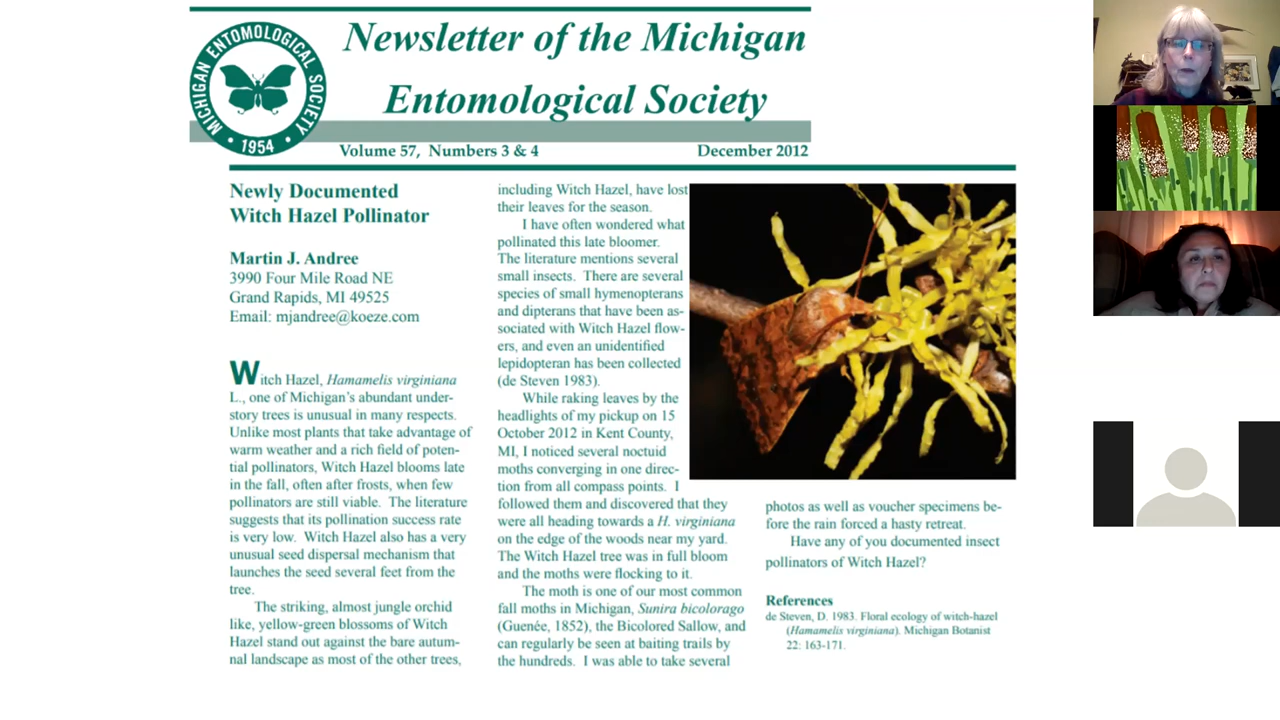 MICHIGAN ENTOMOLOGICAL SOCIETY
• 1954 •
Newsletter of the Michigan
Entomological Society
Volume 57, Numbers 3 & 4 December 2012
Newly Documented
Witch Hazel Pollinator
Martin J. Andree
3990 Four Mile Road NE
Grand Rapids, MI 49525
Email: mjandree@koeze.com
Witch Hazel, Hamamelis virginiana
L., one of Michigan's abundant under-
story trees is unusual in many respects.
Unlike most plants that take advantage of
warm weather and a rich field of poten-
tial pollinators, Witch Hazel blooms late
in the fall, often after frosts, when few
pollinators are still viable. The literature
suggests that its pollination success rate
is very low. Witch Hazel also has a very
unusual seed dispersal mechanism that
launches the seed several feet from the
tree.
The striking, almost jungle orchid
like, yellow-green blossoms of Witch
Hazel stand out against the bare autum-
nal landscape as most of the other trees,
including Witch Hazel, have lost
their leaves for the season.
I have often wondered what
pollinated this late bloomer.
The literature mentions several
small insects. There are several
species of small hymenopterans
and dipterans that have been as-
sociated with Witch Hazel flow-
ers, and even an unidentified
lepidopteran has been collected
(de Steven 1983).
While raking leaves by the
headlights of my pickup on 15
October 2012 in Kent County,
MI, I noticed several noctuid
moths converging in one direc-
tion from all compass points. I
followed them and discovered that they
were all heading towards a H. virginiana
on the edge of the woods near my yard.
The Witch Hazel tree was in full bloom
and the moths were flocking to it.
The moth is one of our most common
fall moths in Michigan, Sunira bicolorago
(Guenée, 1852), the Bicolored Sallow, and
can regularly be seen at baiting trails by
the hundreds. I was able to take several
photos as well as voucher specimens be-
fore the rain forced a hasty retreat.
Have any of you documented insect
pollinators of Witch Hazel?
References
de Steven, D. 1983. Floral ecology of witch-hazel
(Hamamelis virginiana). Michigan Botanist
22: 163-171.